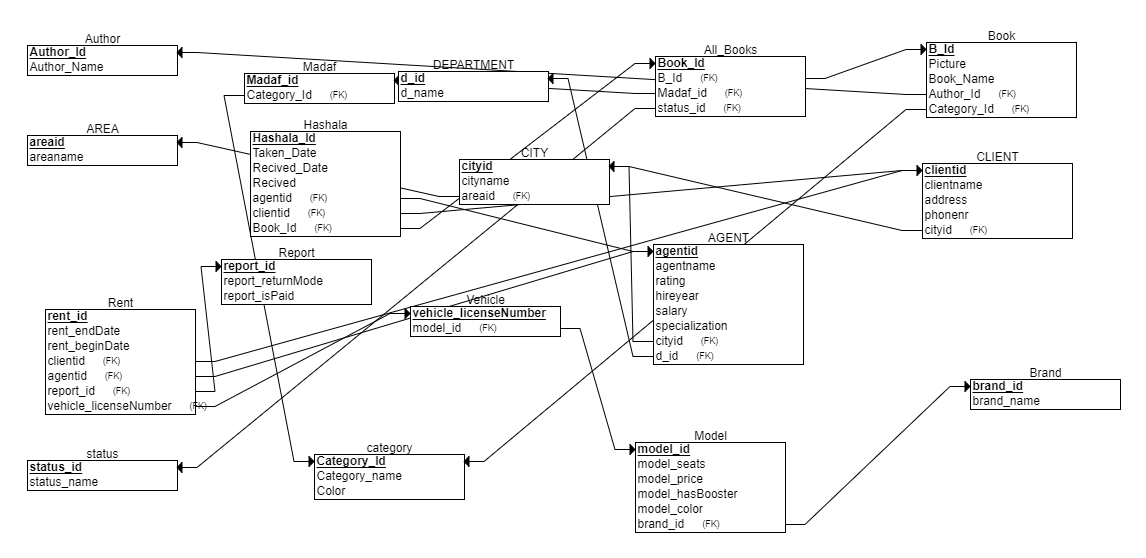 Author
Author_Id
Author_Name
Madaf
Madaf_id
Category_Id (FK)
DEPARTMENT
d_id
d_name
All_Books
Book_Id
B_Id (FK)
Madaf_id (FK)
status_id (FK)
Book
B_Id
Picture
Book_Name
Author_Id (FK)
Category_Id (FK)
AREA
areaid
areaname
Hashala
Hashala_Id
Taken_Date
Recived_Date
Recived
agentid (FK)
clientid (FK)
Book_Id (FK)
CITY
cityid
cityname
areaid (FK)
CLIENT
clientid
clientname
address
phonenr
cityid (FK)
Report
report_id
report_returnMode
report_isPaid
AGENT
agentid
agentname
rating
hireyear
salary
specialization
cityid (FK)
d_id (FK)
Rent
rent_id
rent_endDate
rent_beginDate
clientid (FK)
agentid (FK)
report_id (FK)
vehicle_licenseNumber (FK)
Vehicle
vehicle_licenseNumber
model_id (FK)
Brand
brand_id
brand_name
status
status_id
status_name
category
Category_Id
Category_name
Color
Model
model_id
model_seats
model_price
model_hasBooster
model_color
brand_id (FK)